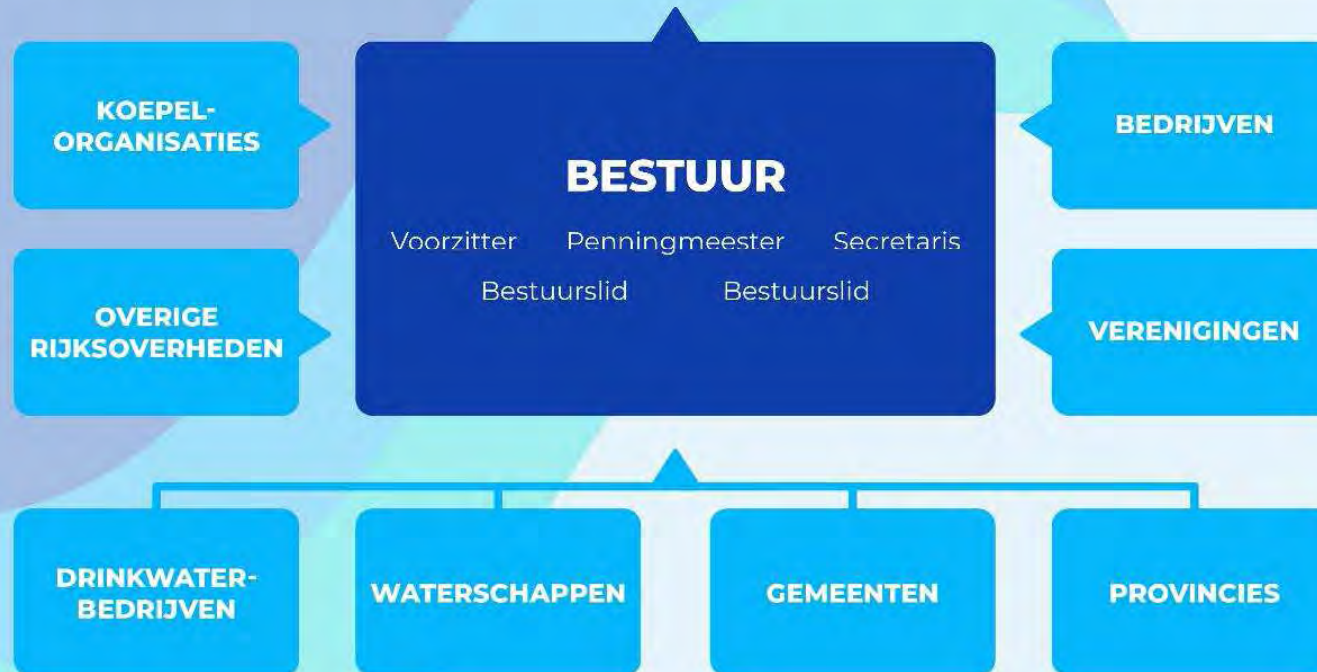 KOEPEL-
ORGANISATIES
OVERIGE
RIJKSOVERHEDEN
BESTUUR
Voorzitter Penningmeester Secretaris
Bestuurslid Bestuurslid
BEDRIJVEN
VERENIGINGEN
DRINKWATER-
BEDRIJVEN
WATERSCHAPPEN
GEMEENTEN
PROVINCIES